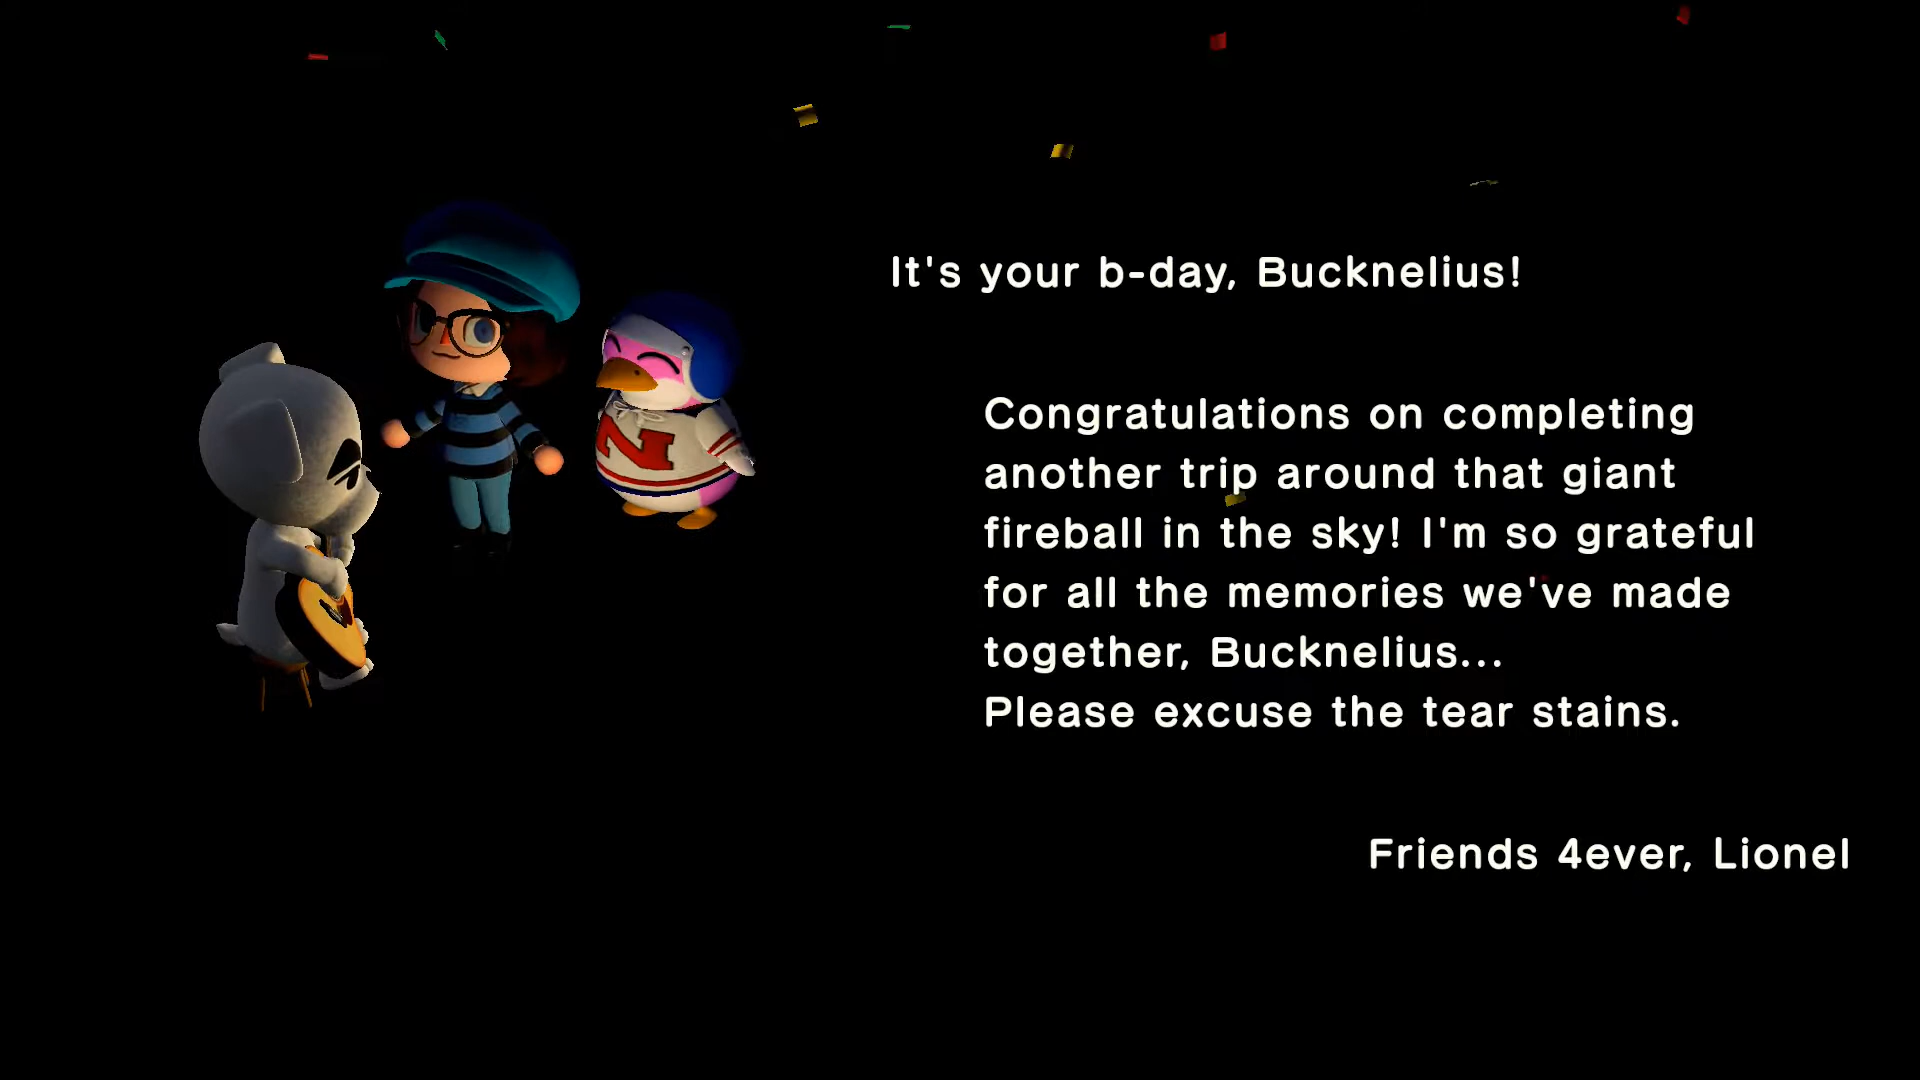 It's your b-day, Bucknelius!
Congratulations on completing
another trip around that giant
fireball in the sky! I'm so grateful
for all the memories we've made
together, Bucknelius...
Please excuse the tear stains.
Friends 4ever, Lionel
N